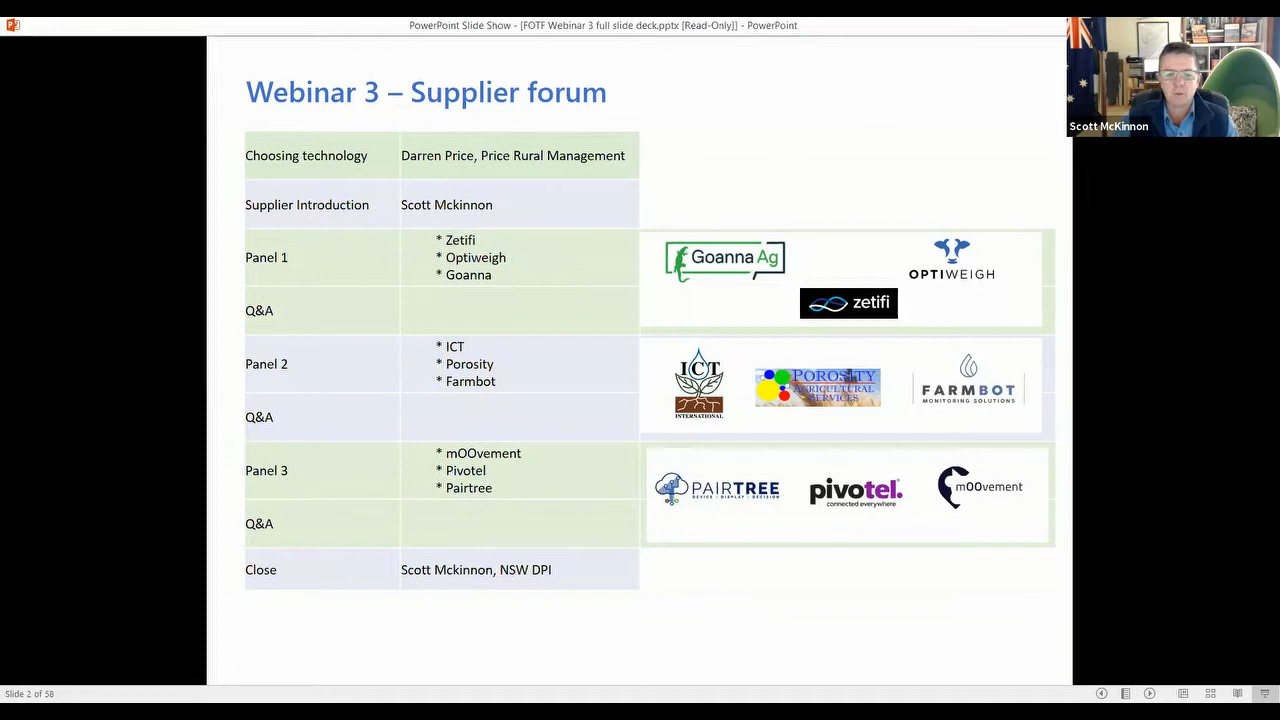 PowerPoint Slide Show - [FOTF Webinar 3 full slide deck.pptx [Read-Only]] - PowerPoint
Scott McKinnon
Webinar 3 – Supplier forum
Choosing technology Darren Price, Price Rural Management
Supplier Introduction Scott Mckinnon
Panel 1
* Zetifi
* Optiweigh
* Goanna
Goanna Ag
OPTIWEIGH
zetifi
Q&A
Panel 2
* ICT
* Porosity
* Farmbot
ICT
INTERNATIONAL
POROSITY
AGRICULTURAL
SERVICES
FARMBOT
MONITORING SOLUTIONS
Q&A
Panel 3
* mOOvement
* Pivotel
* Pairtree
PAIRTREE
DEVICE - DISPLAY - DECISION
pivotel.
connected everywhere
mOOvement
Q&A
Close Scott Mckinnon, NSW DPI
Slide 2 of 58